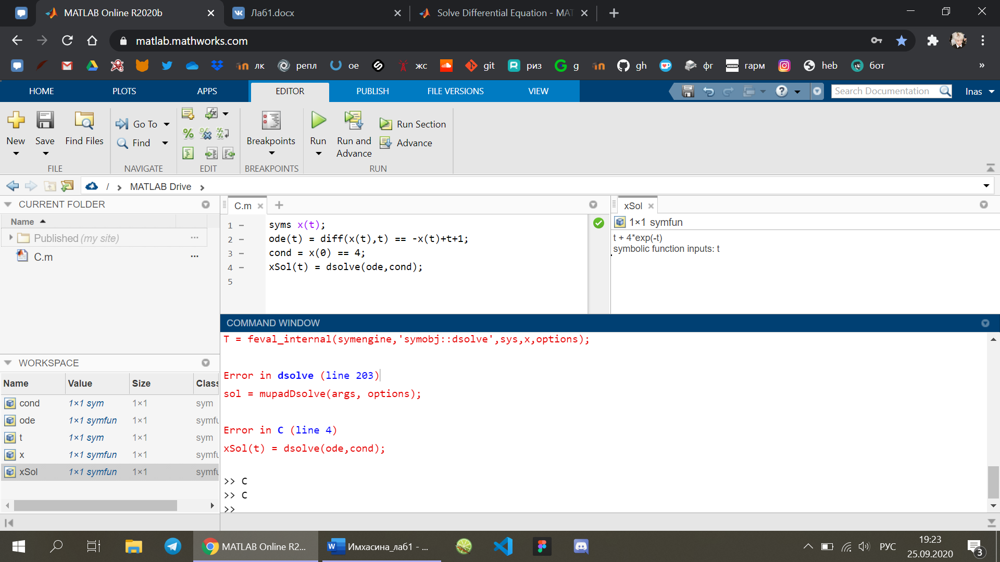 MATLAB Online R2020b
Лаб1.docx
Solve Differential Equation - MAT
matlab.mathworks.com
лк
репл
oe
жс
git
риз
g
gh
фг
гарм
heb
бот
»
HOME
PLOTS
APPS
EDITOR
PUBLISH
FILE VERSIONS
VIEW
Search Documentation
Inas
New
Save
Find Files
Go To
Find
Breakpoints
Run
Run and Advance
Run Section
Advance
FILE
NAVIGATE
EDIT
BREAKPOINTS
RUN
/ › MATLAB Drive ›
CURRENT FOLDER
Name
Published (my site)
C.m
C.m
1 – syms x(t);
2 – ode(t) = diff(x(t),t) == -x(t)+t+1;
3 – cond = x(0) == 4;
4 – xSol(t) = dsolve(ode,cond);
5
xSol
1×1 symfun
t + 4*exp(-t)
symbolic function inputs: t
COMMAND WINDOW
T = feval_internal(symengine,'symobj::dsolve',sys,x,options);
Error in dsolve (line 203)
sol = mupadDsolve(args, options);
Error in C (line 4)
xSol(t) = dsolve(ode,cond);
>> C
>> C
>>
WORKSPACE
Name Value Size Class
cond 1×1 sym 1×1 sym
ode 1×1 symfun 1×1 symfu
t 1×1 sym 1×1 sym
x 1×1 symfun 1×1 symfu
xSol 1×1 symfun 1×1 symfu
MATLAB Online R2...
Имхасина_лаб1 - ...
РУС
19:23
25.09.2020
3